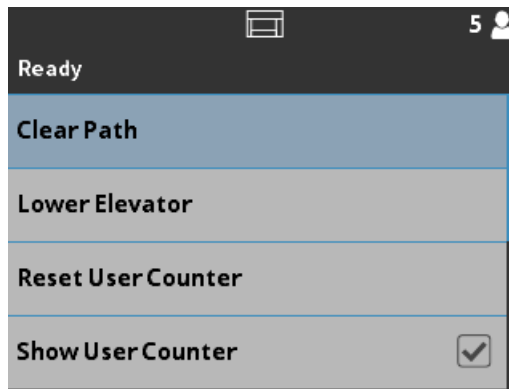 5
Ready
Clear Path
Lower Elevator
Reset User Counter
Show User Counter